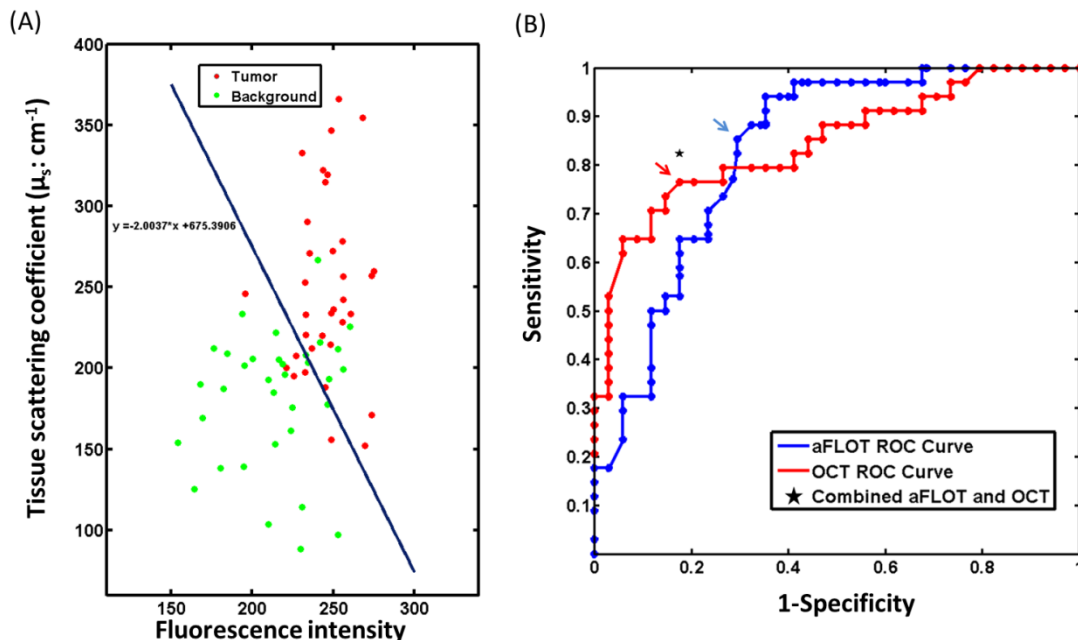 (A)
Tissue scattering coefficient (μs: cm-1)
400
350
300
250
200
150
100
Tumor
Background
y =-2.0037*x +675.3906
150
200
250
300
Fluorescence intensity
(B)
Sensitivity
1
0.9
0.8
0.7
0.6
0.5
0.4
0.3
0.2
0.1
aFLOT ROC Curve
OCT ROC Curve
Combined aFLOT and OCT
0
0.2
0.4
0.6
0.8
1
1-Specificity